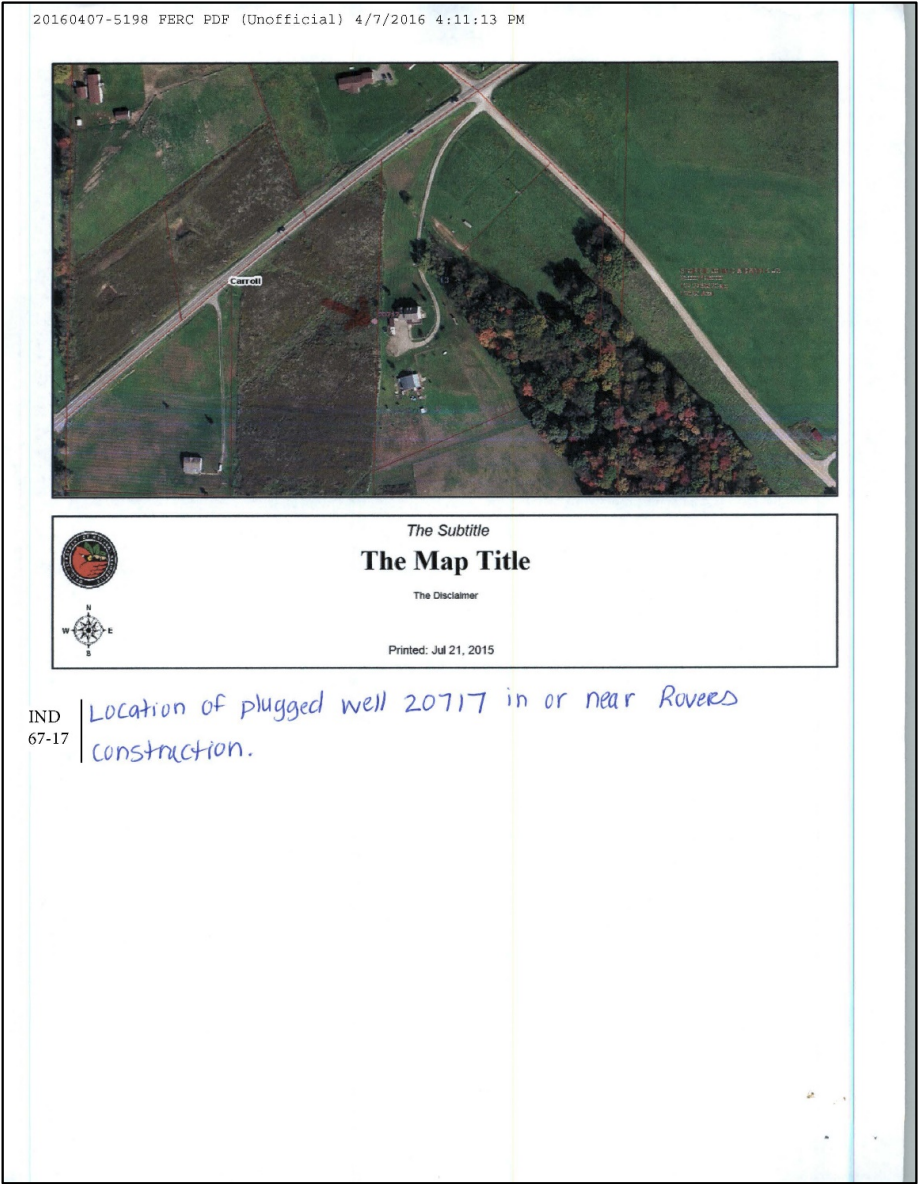 20160407-5198 FERC PDF (Unofficial) 4/7/2016 4:11:13 PM
Carroll
The Subtitle
The Map Title
The Disclaimer
N
W E
S
Printed: Jul 21, 2015
IND
67-17
Location of plugged well 20717 in or near Rovers
construction.